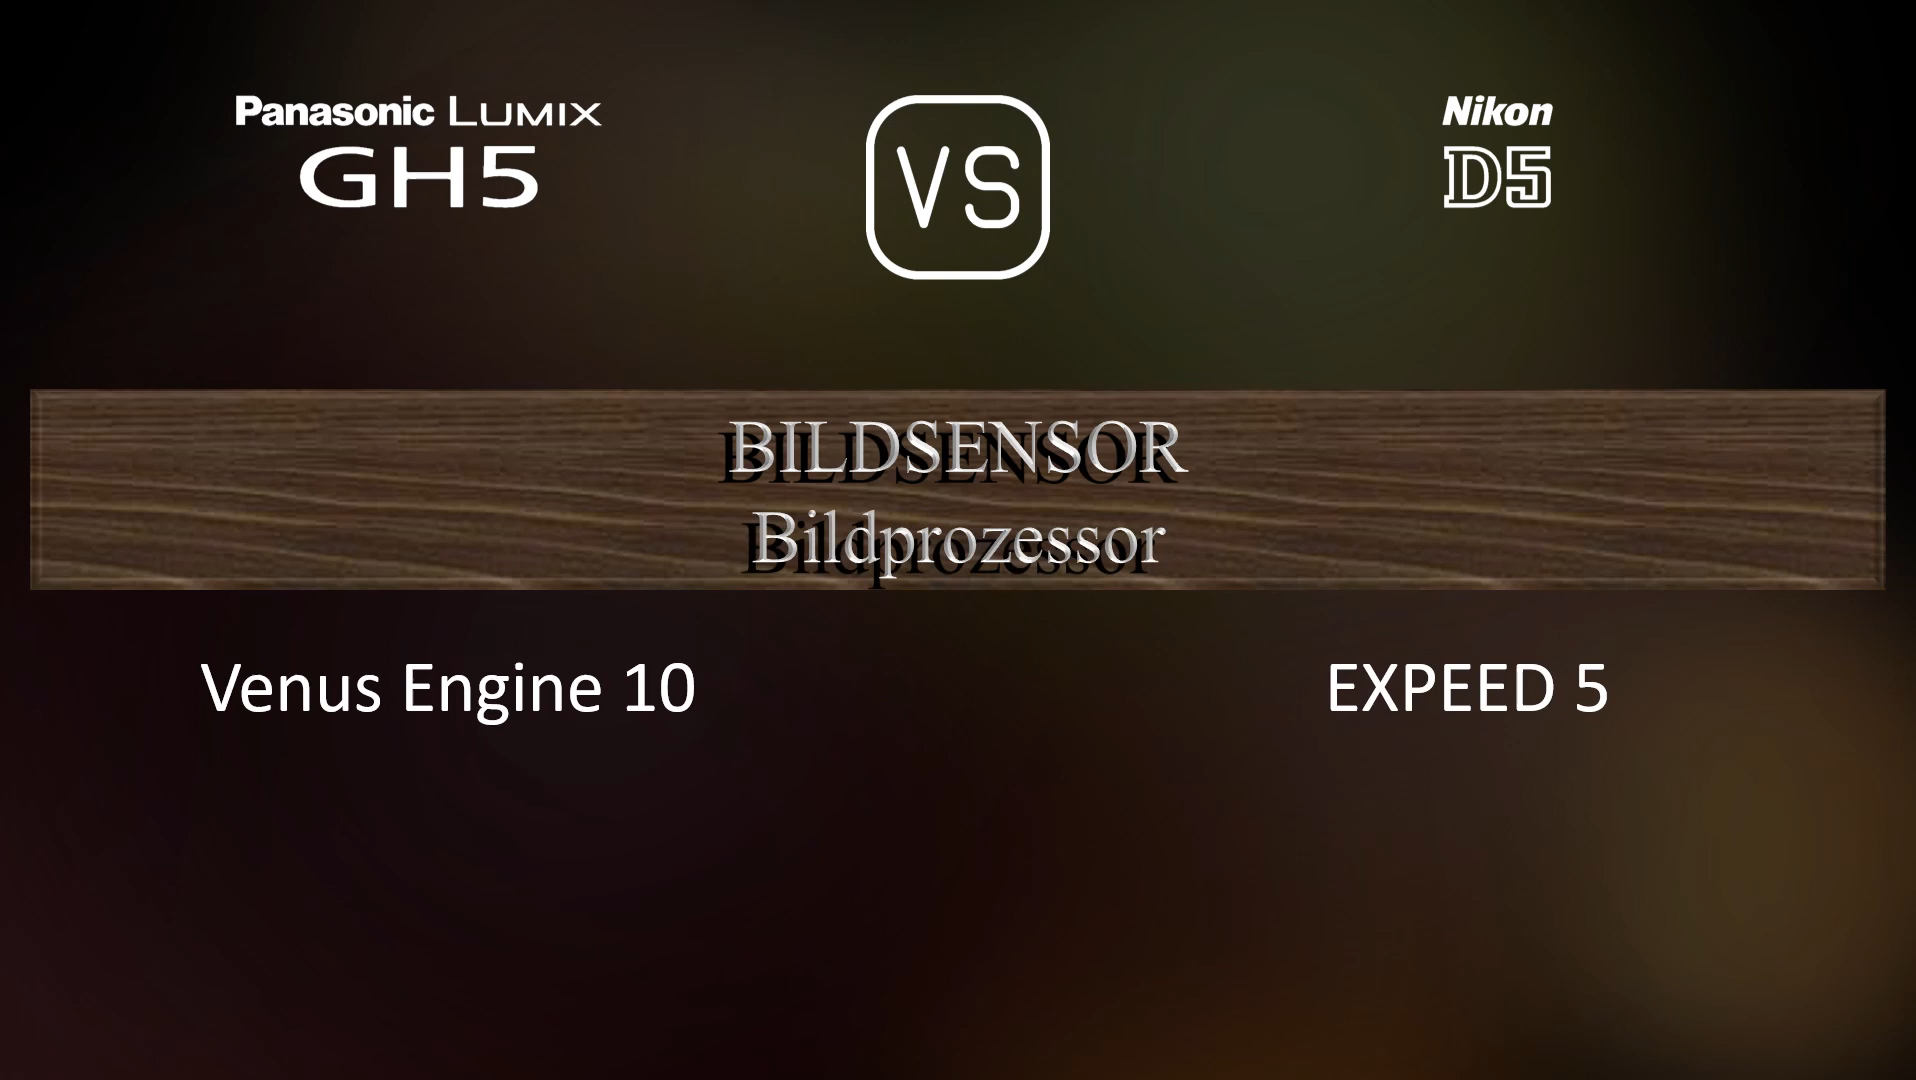 Panasonic LUMIX
GH5
VS
Nikon
D5
BILDSENSOR
Bildprozessor
Venus Engine 10
EXPEED 5